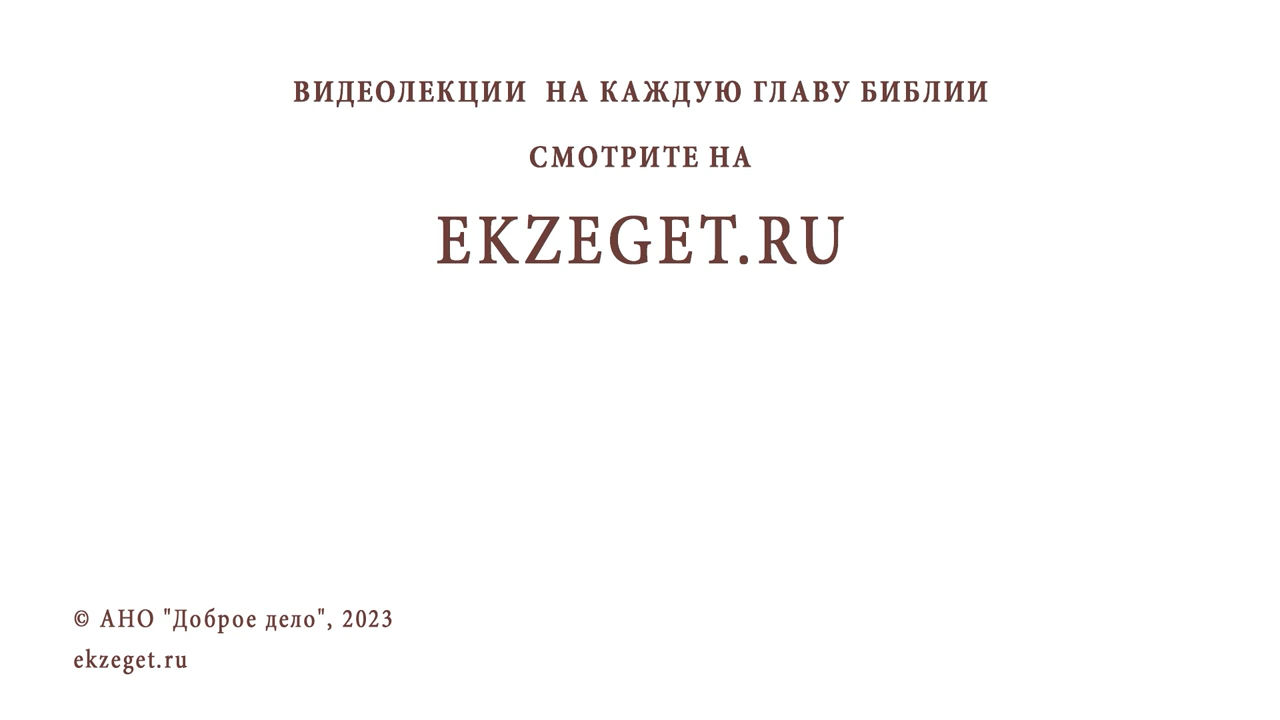 ВИДЕОЛЕКЦИИ НА КАЖДУЮ ГЛАВУ БИБЛИИ
СМОТРИТЕ НА
EKZEGET.RU
© АНО "Доброе дело", 2023
ekzeget.ru